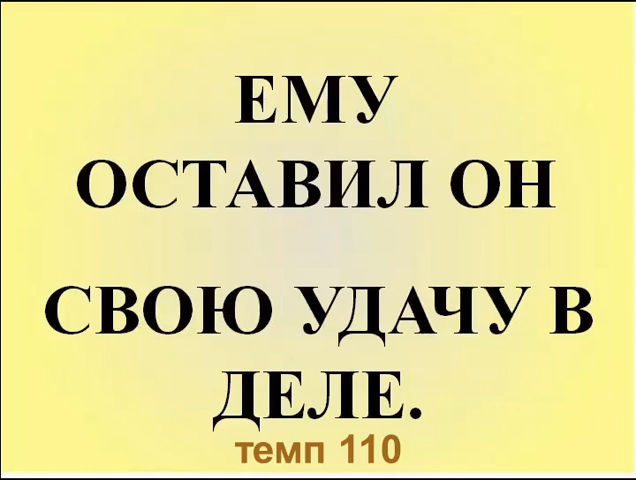 ЕМУ
ОСТАВИЛ ОН
СВОЮ УДАЧУ В
ДЕЛЕ.
темп 110